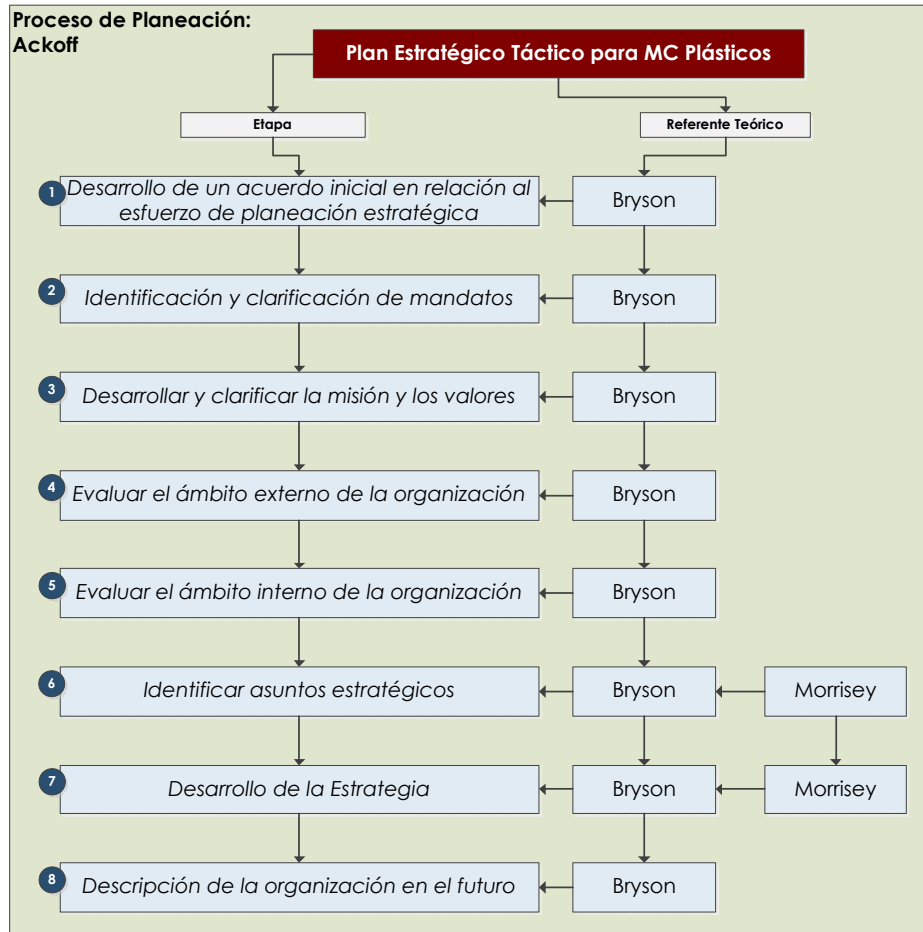 Proceso de Planeación:
Ackoff
Plan Estratégico Táctico para MC Plásticos
Etapa
Referente Teórico
1
Desarrollo de un acuerdo inicial en relación al
esfuerzo de planeación estratégica
Bryson
2
Identificación y clarificación de mandatos
Bryson
3
Desarrollar y clarificar la misión y los valores
Bryson
4
Evaluar el ámbito externo de la organización
Bryson
5
Evaluar el ámbito interno de la organización
Bryson
6
Identificar asuntos estratégicos
Bryson
Morrisey
7
Desarrollo de la Estrategia
Bryson
Morrisey
8
Descripción de la organización en el futuro
Bryson